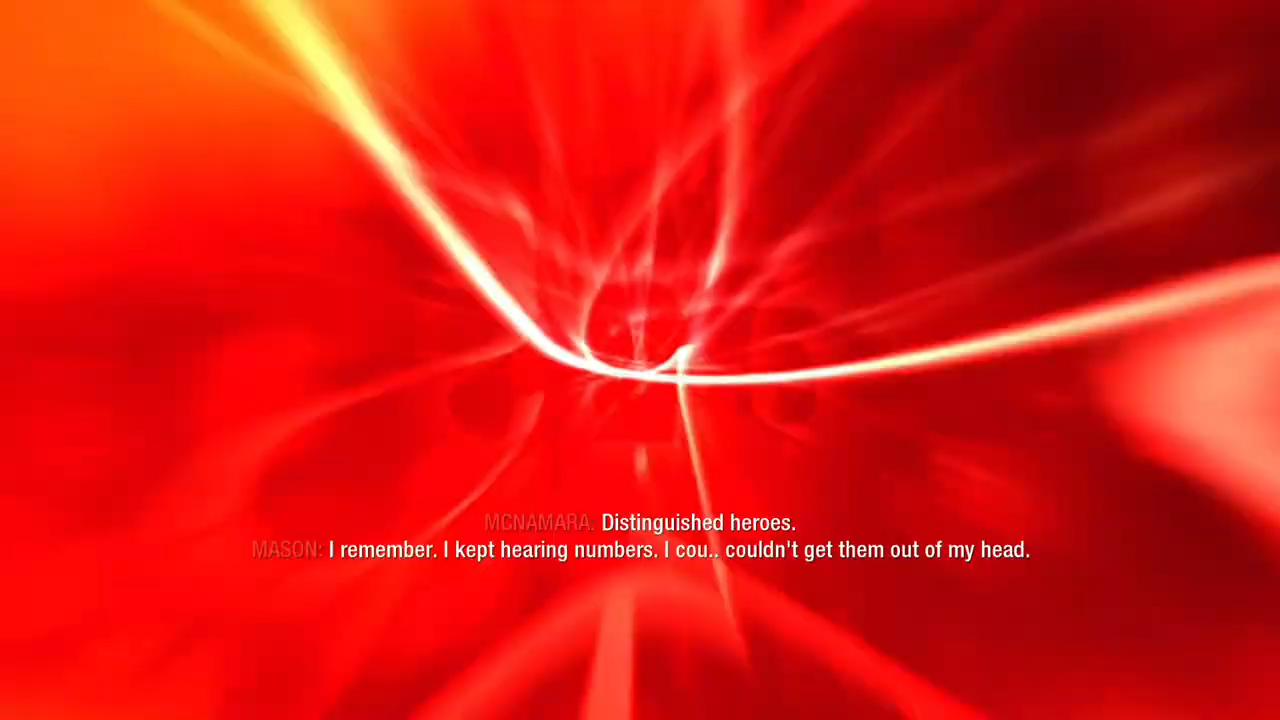 MCNAMARA: Distinguished heroes.
MASON: I remember. I kept hearing numbers. I cou.. couldn't get them out of my head.